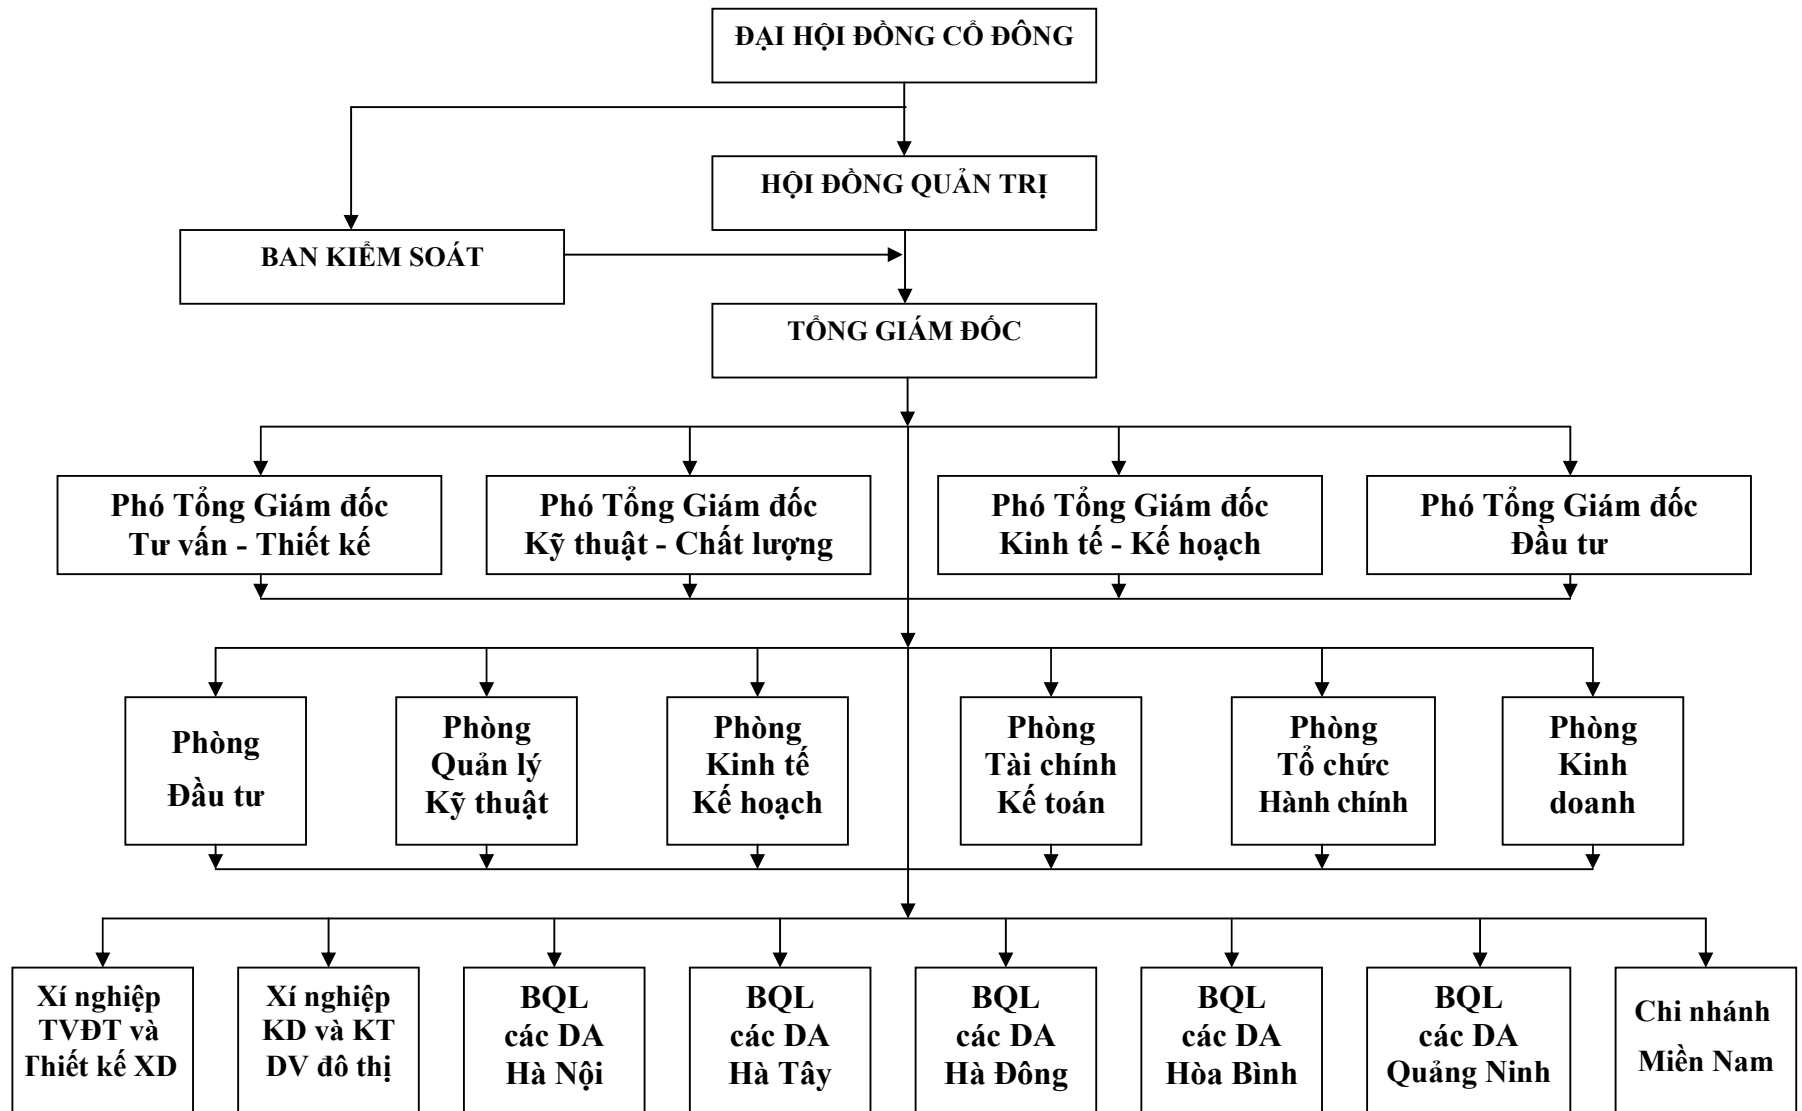 ĐẠI HỘI ĐỒNG CỔ ĐÔNG
HỘI ĐỒNG QUẢN TRỊ
BAN KIỂM SOÁT
TỔNG GIÁM ĐỐC
Phó Tổng Giám đốc
Tư vấn - Thiết kế
Phó Tổng Giám đốc
Kỹ thuật - Chất lượng
Phó Tổng Giám đốc
Kinh tế - Kế hoạch
Phó Tổng Giám đốc
Đầu tư
Phòng
Đầu tư
Phòng
Quản lý
Kỹ thuật
Phòng
Kinh tế
Kế hoạch
Phòng
Tài chính
Kế toán
Phòng
Tổ chức
Hành chính
Phòng
Kinh
doanh
Xí nghiệp
TVĐT và
Thiết kế XD
Xí nghiệp
KD và KT
DV đô thị
BQL
các DA
Hà Nội
BQL
các DA
Hà Tây
BQL
các DA
Hà Đông
BQL
các DA
Hòa Bình
BQL
các DA
Quảng Ninh
Chi nhánh
Miền Nam